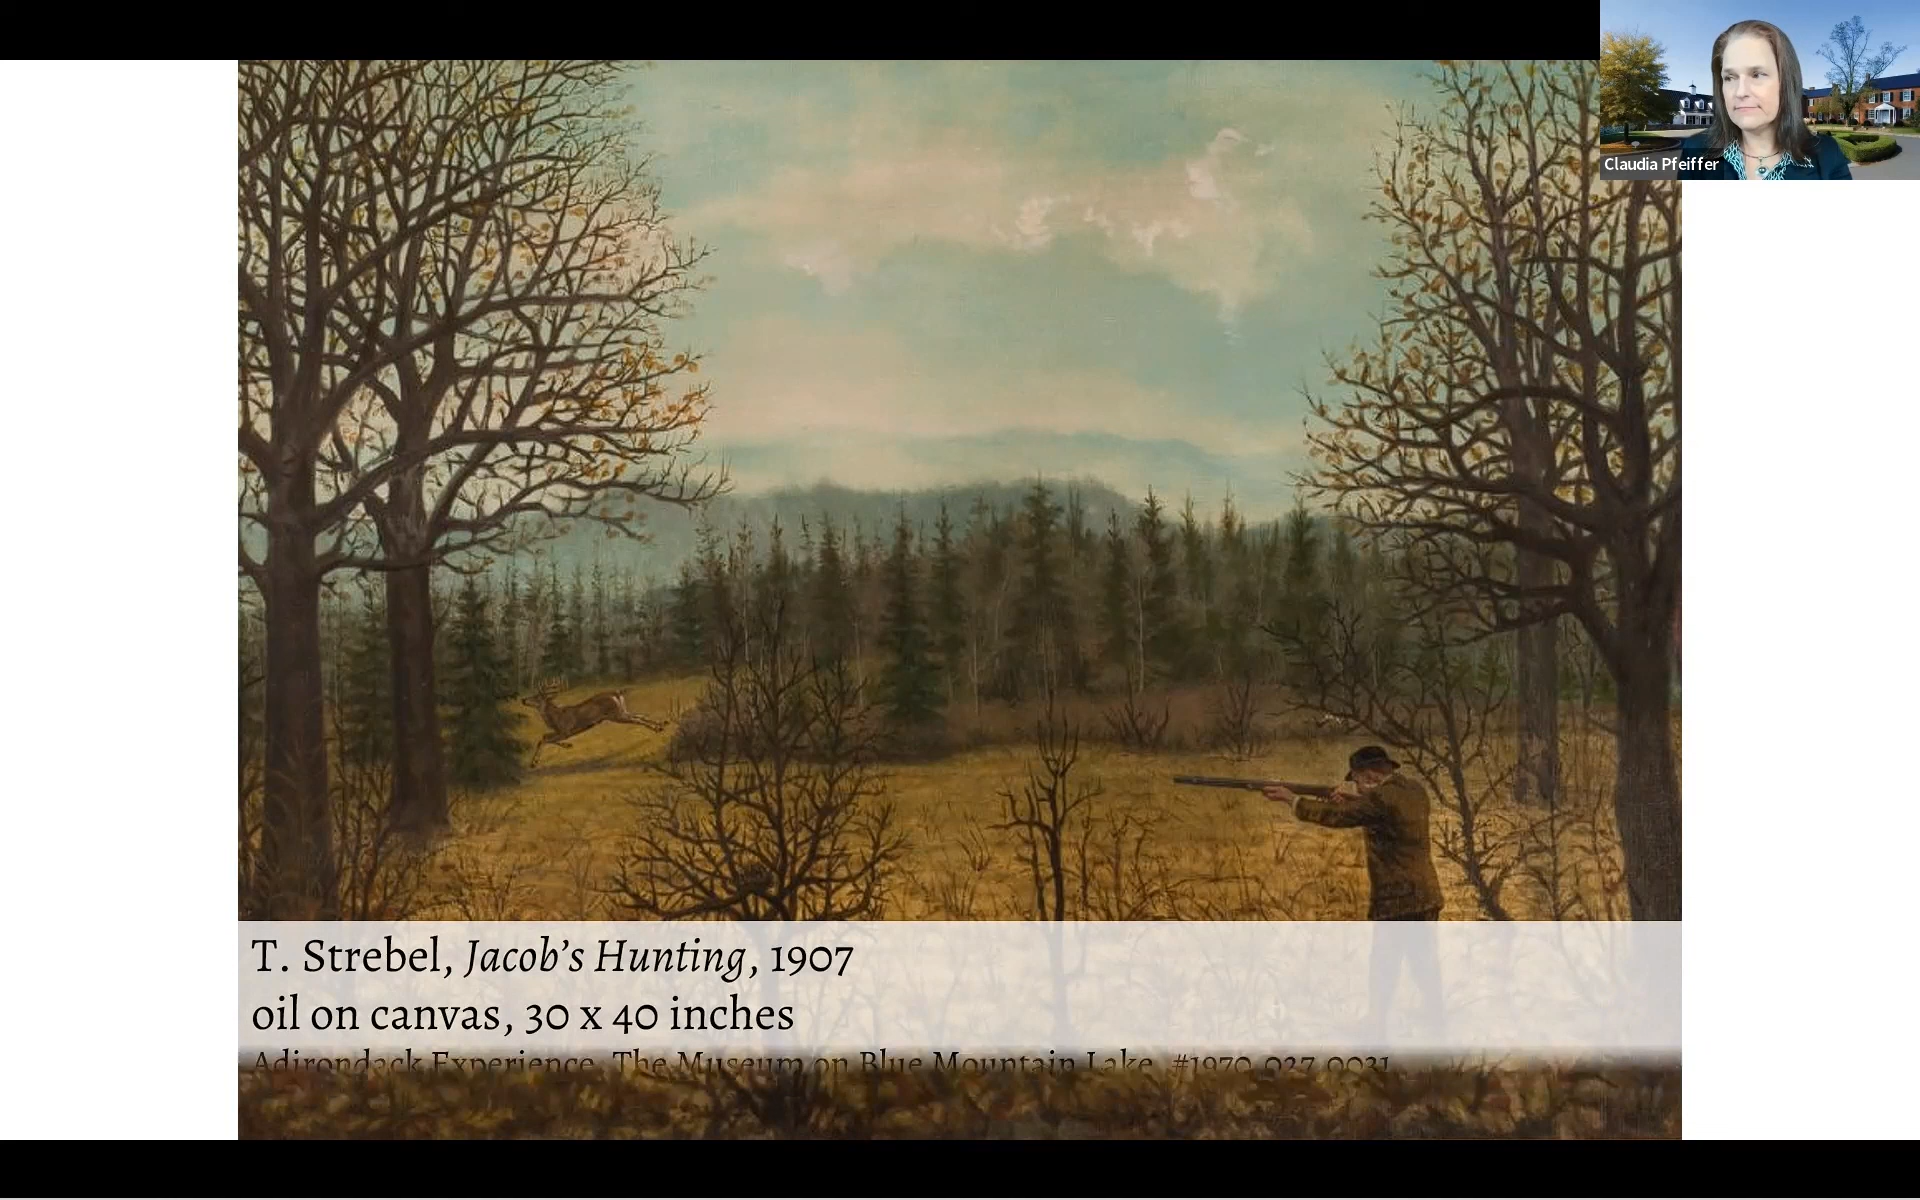 Claudia Pfeiffer
T. Strebel, Jacob's Hunting, 1907
oil on canvas, 30 x 40 inches
Adirondack Experience, The Museum on Blue Mountain Lake, #1970.027.0031